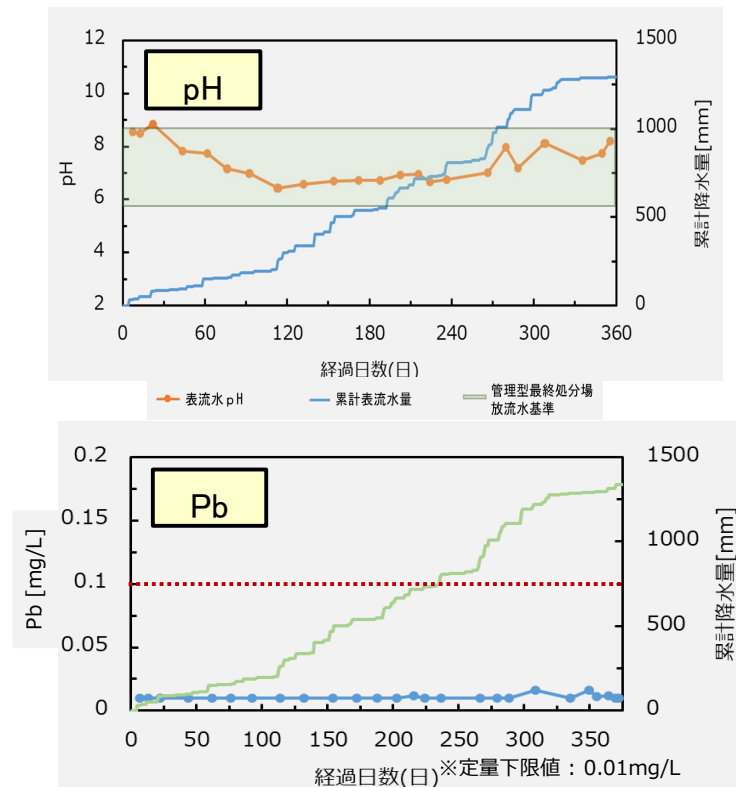 pH
12
10
8
6
4
2
pH
1500
1000
500
0
累計降水量[mm]
0
60
120
180
240
300
360
経過日数(日)
表流水pH
累計表流水量
管理型最終処分場
放流水基準
Pb
0.2
0.15
0.1
0.05
0
Pb [mg/L]
1500
1000
500
0
累計降水量[mm]
0
50
100
150
200
250
300
350
経過日数(日)
※定量下限値：0.01mg/L